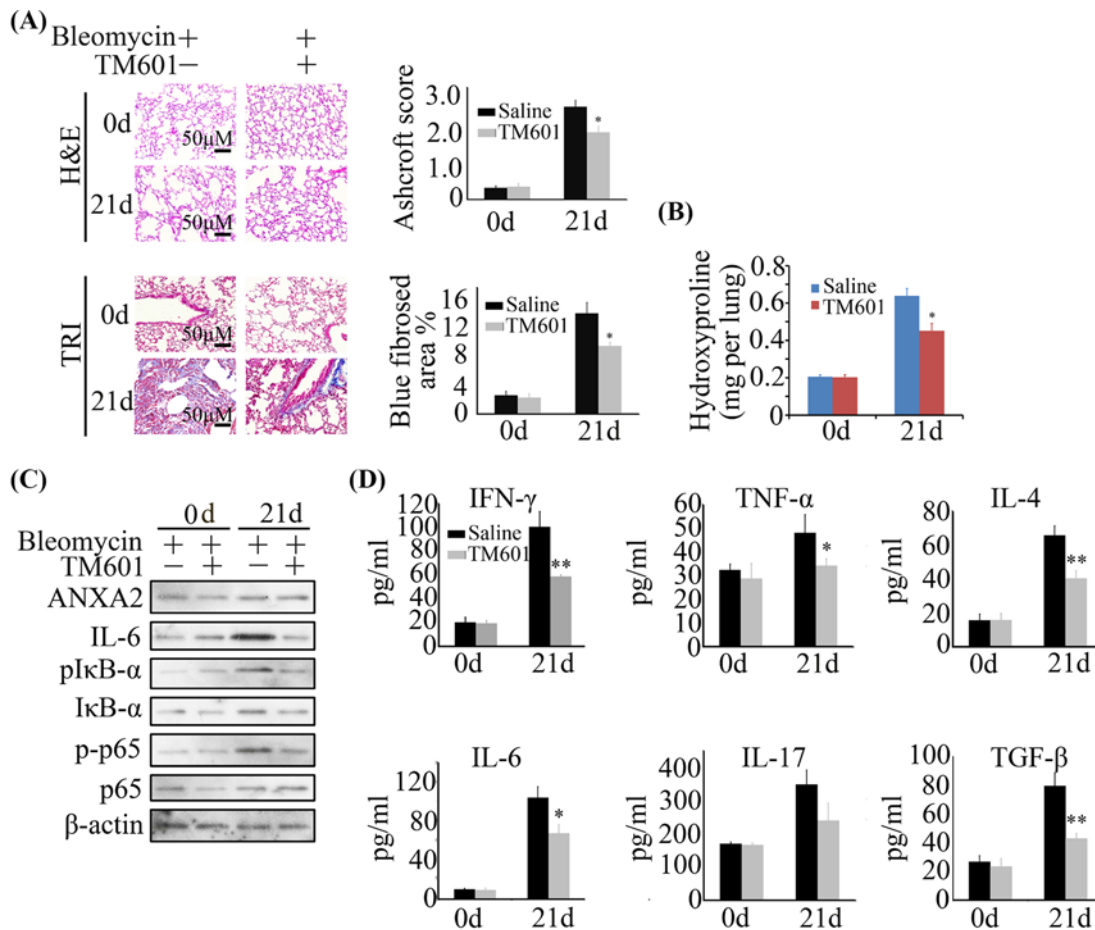 (A)
Bleomycin + +
TM601 − +
H&E
0d
50μM
21d
50μM
Ashcroft score
3.0
2.0
1.0
0
Saline
TM601
*
0d 21d
TRI
0d
50μM
21d
50μM
Blue fibrosed
area %
16
12
8
4
0
Saline
TM601
*
0d 21d
(B)
Hydroxyproline
(mg per lung)
0.8
0.6
0.4
0.2
0
Saline
TM601
*
0d 21d
(C)
0d 21d
Bleomycin + + + +
TM601 − + − +
ANXA2
IL-6
pIκB-α
IκB-α
p-p65
p65
β-actin
(D)
IFN-γ
pg/ml
120
100
80
60
40
20
0
Saline
TM601
**
0d 21d
TNF-α
pg/ml
60
50
40
30
20
10
0
*
0d 21d
IL-4
pg/ml
80
60
40
20
0
**
0d 21d
IL-6
pg/ml
120
80
40
0
*
0d 21d
IL-17
pg/ml
400
300
200
100
0
0d 21d
TGF-β
pg/ml
100
80
60
40
20
0
**
0d 21d